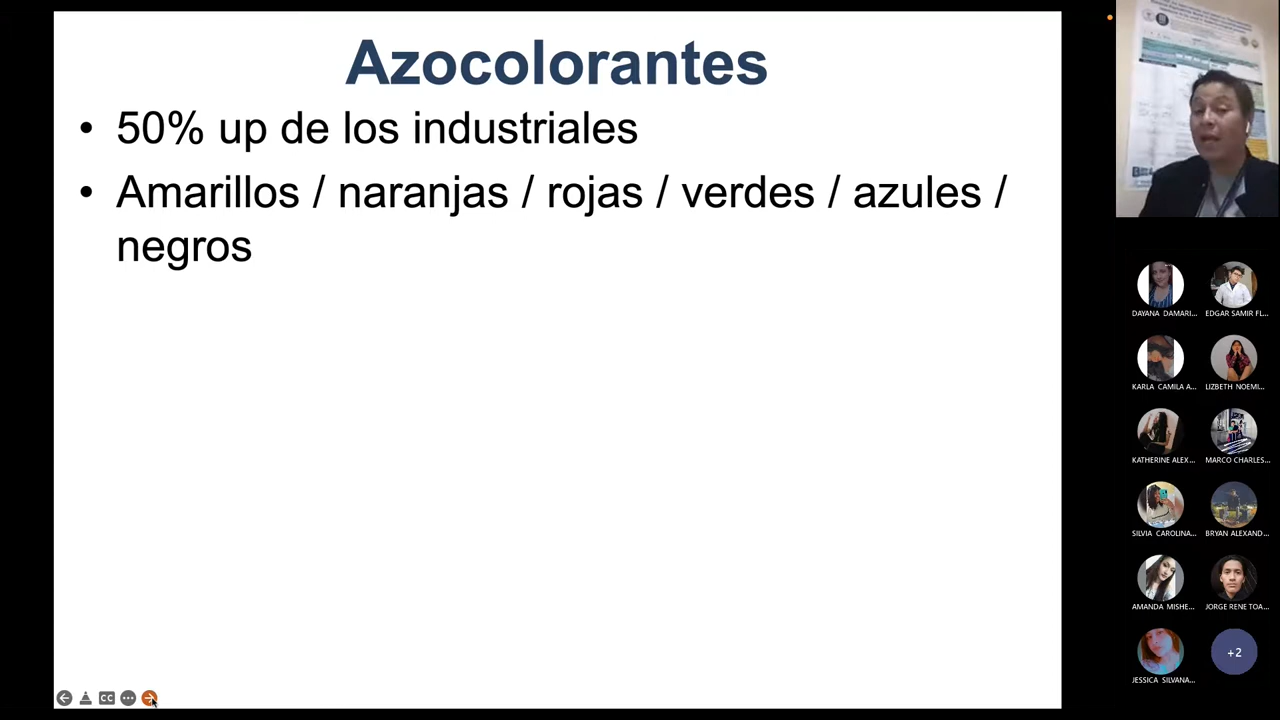 Azocolorantes
• 50% up de los industriales
• Amarillos / naranjas / rojas / verdes / azules /
negros
DAYANA DAMARI...
EDGAR SAMIR FL...
KARLA CAMILA A...
LIZBETH NOEMI...
KATHERINE ALEX...
MARCO CHARLES...
SILVIA CAROLINA...
BRYAN ALEXAND...
AMANDA MISHE...
JORGE RENE TOA...
JESSICA SILVANA...
+2
CC